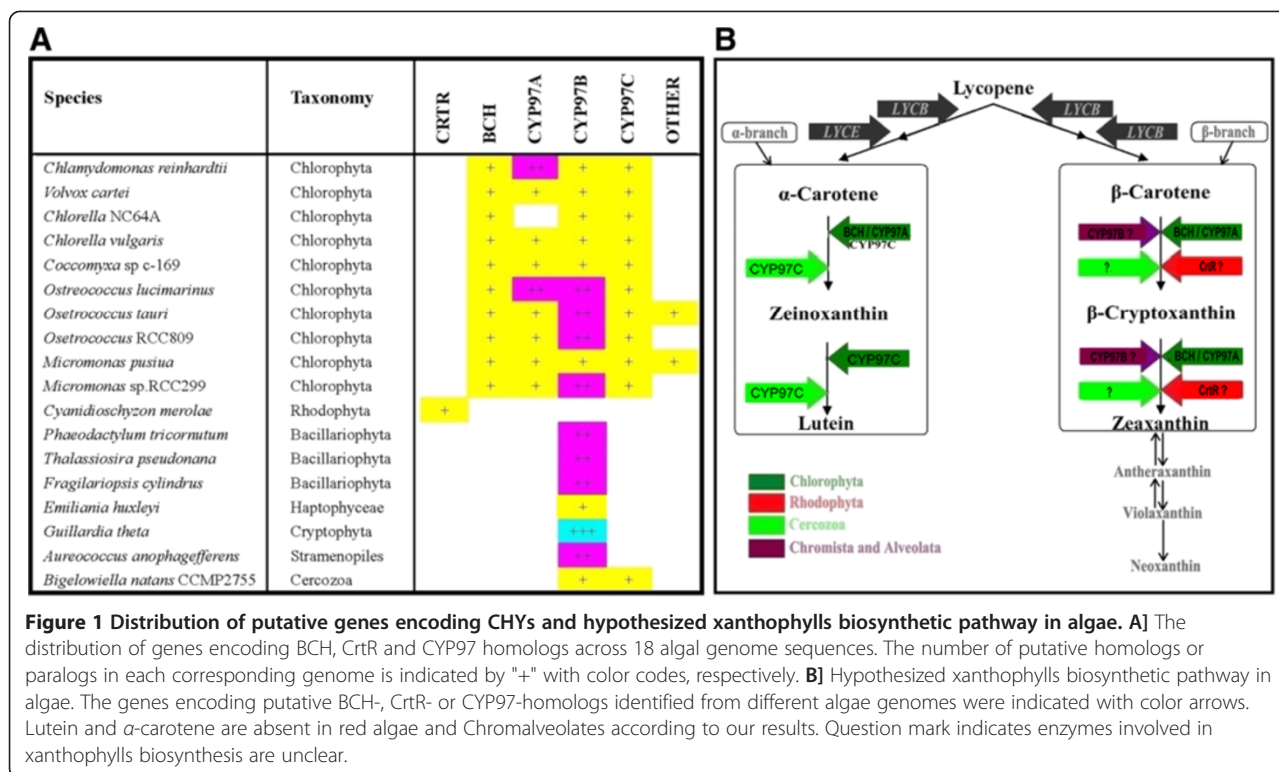 A
Species Taxonomy CRTR BCH CYP97A CYP97B CYP97C OTHER
Chlamydomonas reinhardtii Chlorophyta + ++ + +
Volvox cartei Chlorophyta + + + +
Chlorella NC64A Chlorophyta + + +
Chlorella vulgaris Chlorophyta + + + +
Coccomyxa sp c-169 Chlorophyta + + + +
Ostreococcus lucimarinus Chlorophyta + ++ ++ +
Osetrococcus tauri Chlorophyta + + ++ + +
Osetrococcus RCC809 Chlorophyta + + ++ +
Micromonas pusiua Chlorophyta + + + + +
Micromonas sp.RCC299 Chlorophyta + + ++ +
Cyanidioschyzon merolae Rhodophyta +
Phaeodactylum tricornutum Bacillariophyta ++
Thalassiosira pseudonana Bacillariophyta ++
Fragilariopsis cylindrus Bacillariophyta ++
Emiliania huxleyi Haptophyceae +
Guillardia theta Cryptophyta +++
Aureococcus anophagefferens Stramenopiles ++
Bigelowiella natans CCMP2755 Cercozoa + +
B
Lycopene
LYCB LYCB
LYCE LYCB
α-branch β-branch
α-Carotene
BCH / CYP97A
CYP97C
CYP97C
Zeinoxanthin
CYP97C
CYP97C
Lutein
β-Carotene
CYP97B ? BCH / CYP97A
? CrtR ?
β-Cryptoxanthin
CYP97B ? BCH / CYP97A
? CrtR ?
Zeaxanthin
Antheraxanthin
Violaxanthin
Neoxanthin
Chlorophyta
Rhodophyta
Cercozoa
Chromista and Alveolata
Figure 1 Distribution of putative genes encoding CHYs and hypothesized xanthophylls biosynthetic pathway in algae. A] The
distribution of genes encoding BCH, CrtR and CYP97 homologs across 18 algal genome sequences. The number of putative homologs or
paralogs in each corresponding genome is indicated by "+" with color codes, respectively. B] Hypothesized xanthophylls biosynthetic pathway in
algae. The genes encoding putative BCH-, CrtR- or CYP97-homologs identified from different algae genomes were indicated with color arrows.
Lutein and α-carotene are absent in red algae and Chromalveolates according to our results. Question mark indicates enzymes involved in
xanthophylls biosynthesis are unclear.